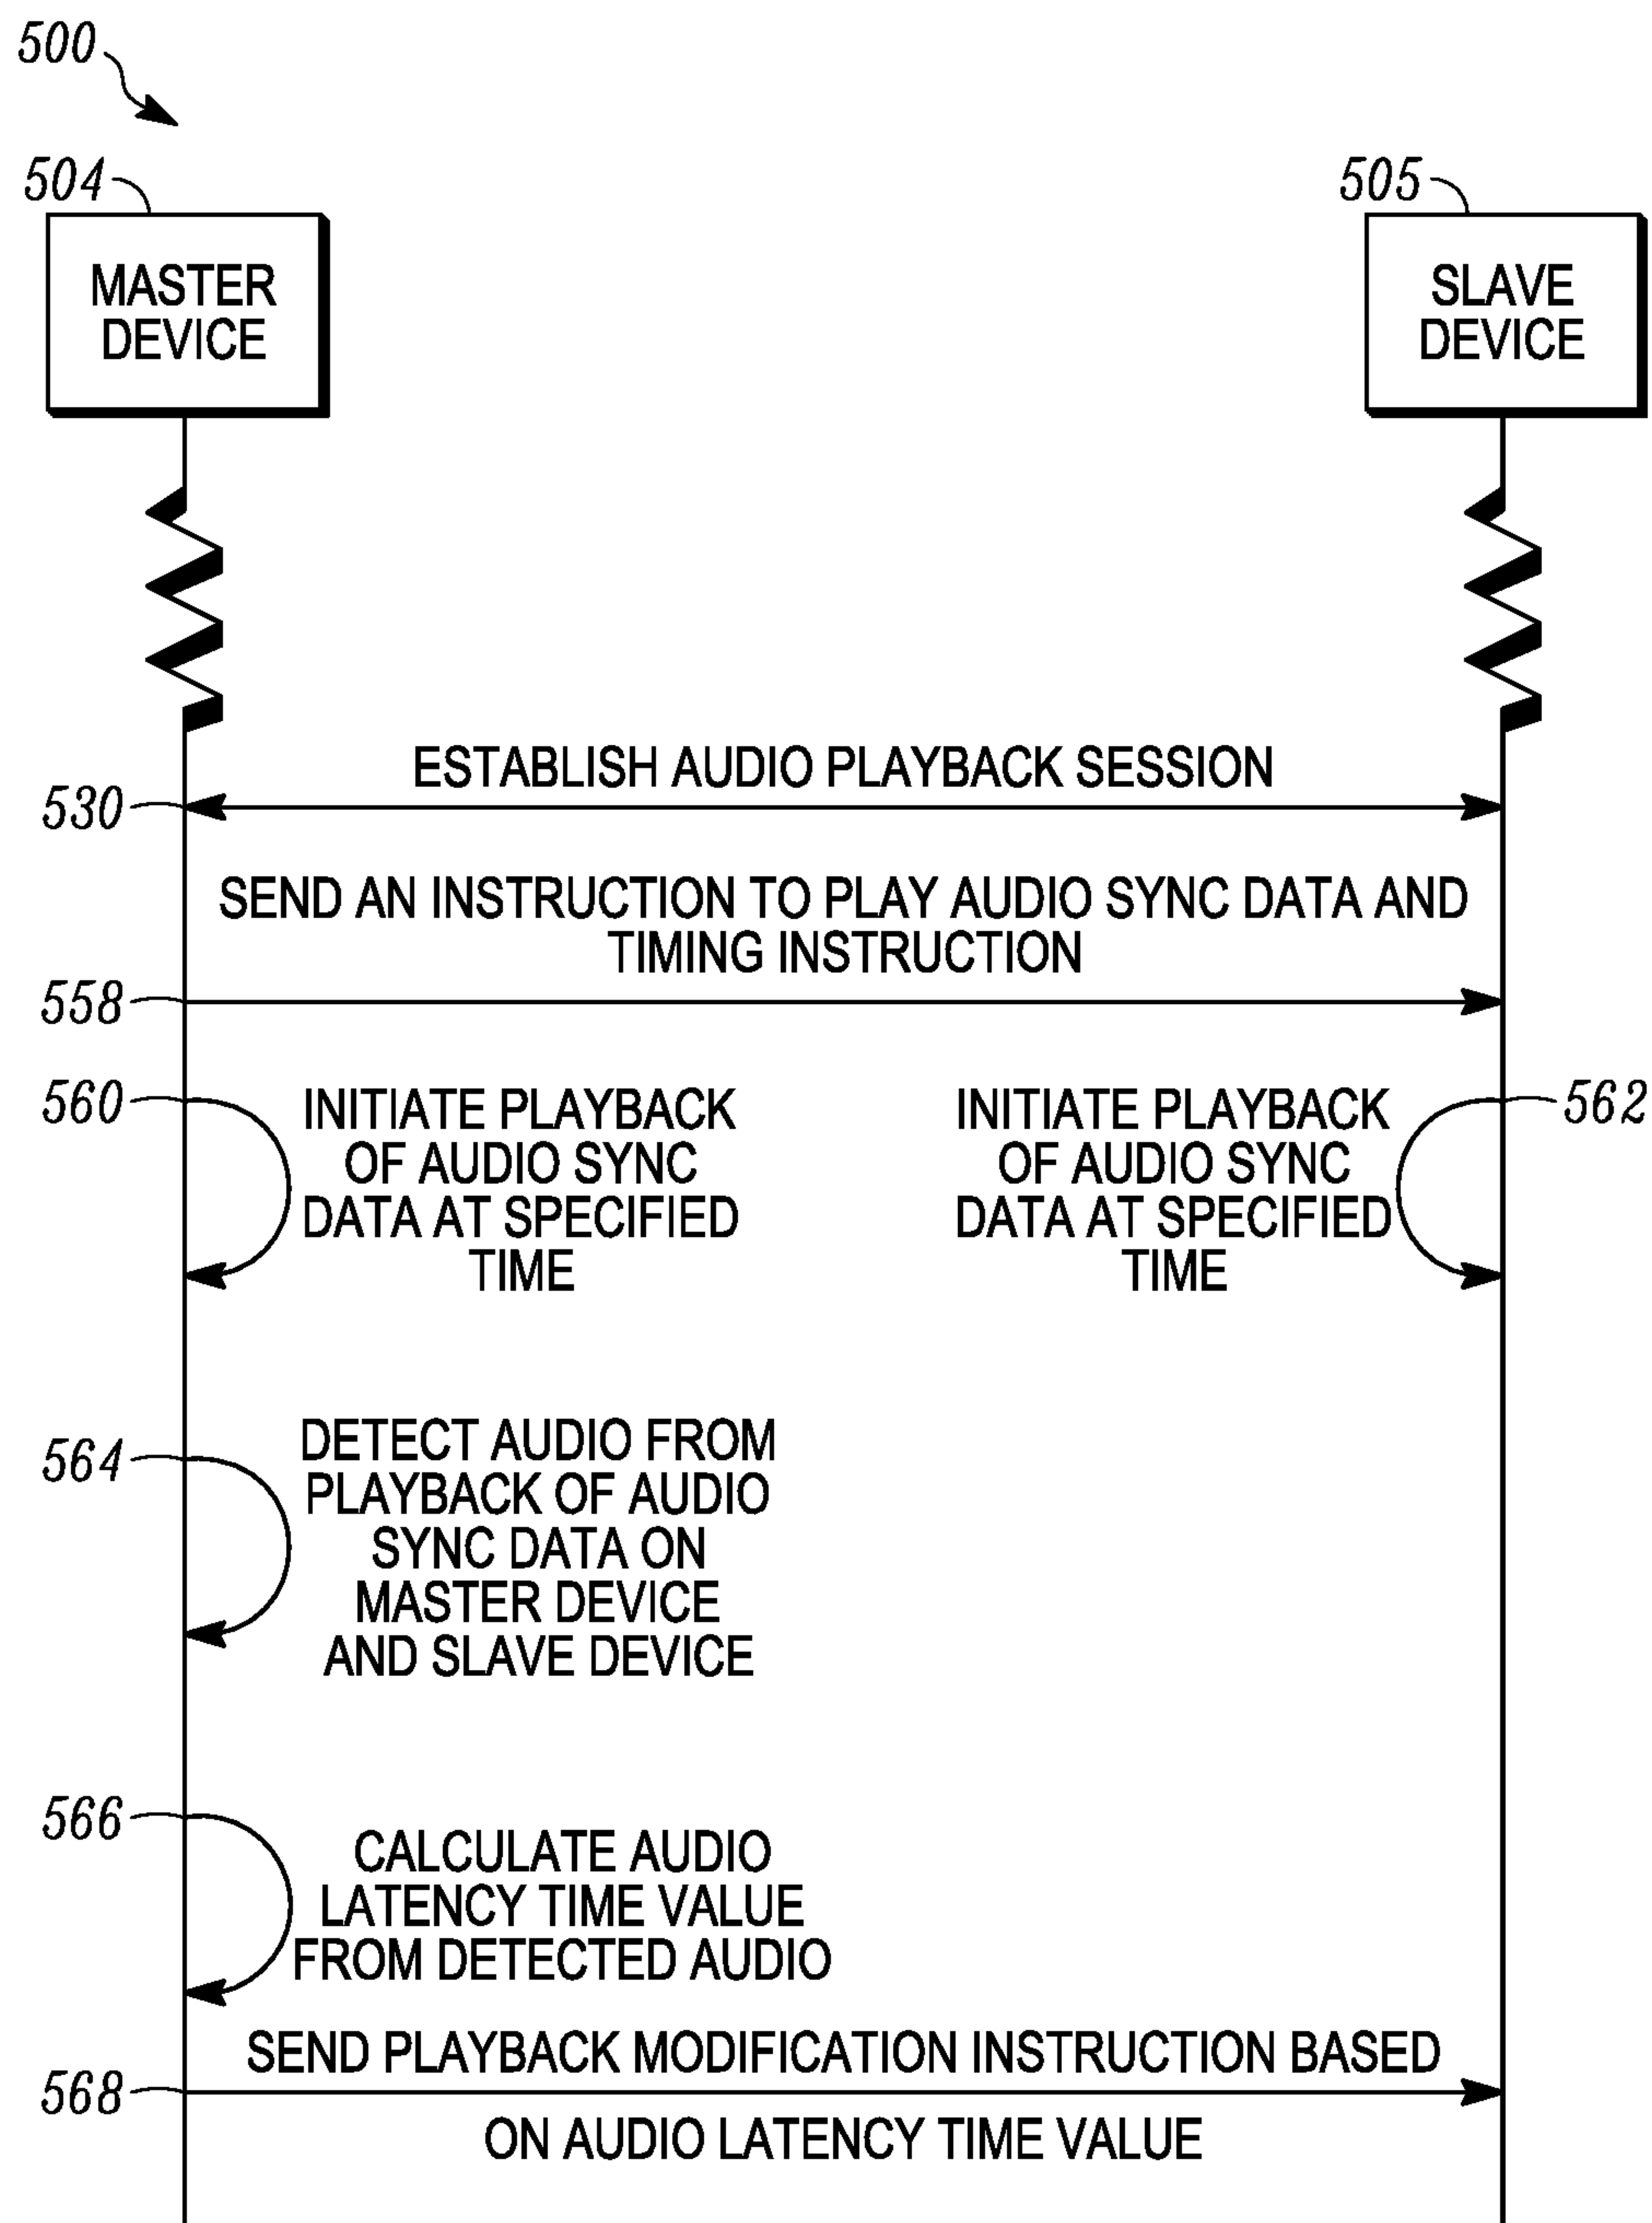 500
504
MASTER
DEVICE
505
SLAVE
DEVICE
ESTABLISH AUDIO PLAYBACK SESSION
530
SEND AN INSTRUCTION TO PLAY AUDIO SYNC DATA AND
TIMING INSTRUCTION
558
560
INITIATE PLAYBACK
OF AUDIO SYNC
DATA AT SPECIFIED
TIME
INITIATE PLAYBACK
OF AUDIO SYNC
DATA AT SPECIFIED
TIME
562
564
DETECT AUDIO FROM
PLAYBACK OF AUDIO
SYNC DATA ON
MASTER DEVICE
AND SLAVE DEVICE
566
CALCULATE AUDIO
LATENCY TIME VALUE
FROM DETECTED AUDIO
SEND PLAYBACK MODIFICATION INSTRUCTION BASED
568
ON AUDIO LATENCY TIME VALUE